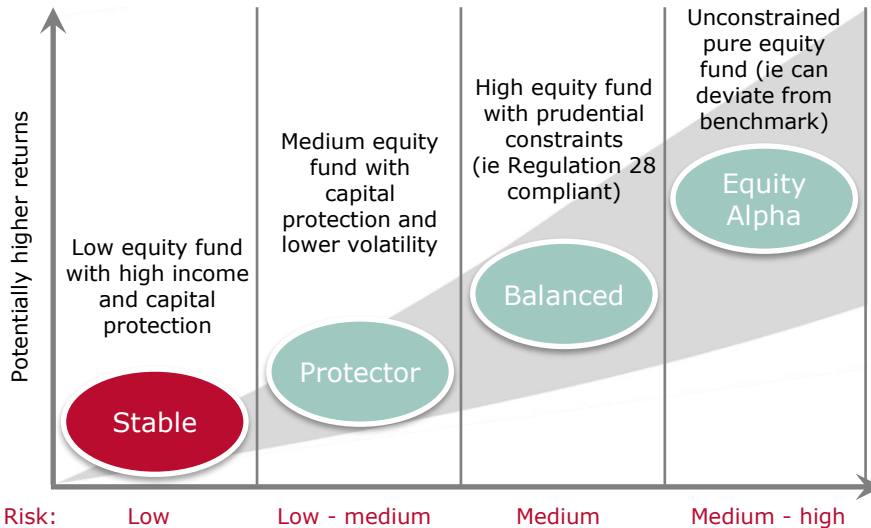 Potentially higher returns
Low equity fund
with high income
and capital
protection
Stable
Medium equity
fund with
capital
protection and
lower volatility
Protector
High equity fund
with prudential
constraints
(ie Regulation 28
compliant)
Balanced
Unconstrained
pure equity
fund (ie can
deviate from
benchmark)
Equity
Alpha
Risk: Low Low - medium Medium Medium - high